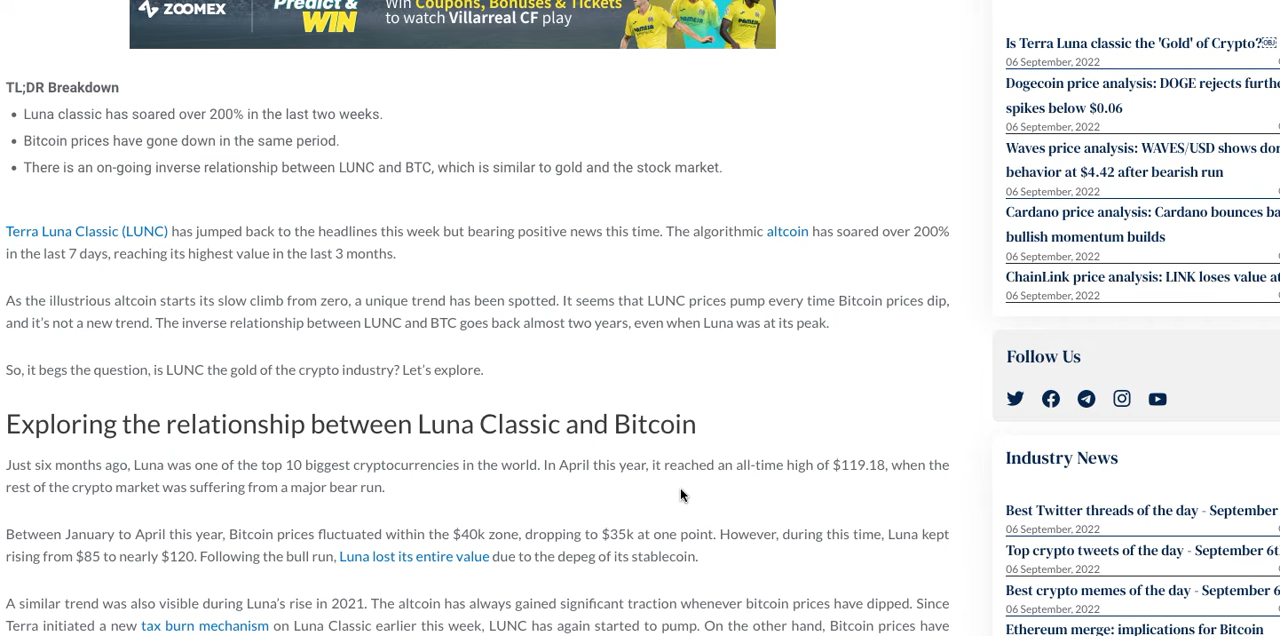 ZOOMEX
Predict &
WIN
Win Coupons, Bonuses & Tickets
to watch Villarreal CF play
TL;DR Breakdown
• Luna classic has soared over 200% in the last two weeks.
• Bitcoin prices have gone down in the same period.
• There is an on-going inverse relationship between LUNC and BTC, which is similar to gold and the stock market.
Terra Luna Classic (LUNC) has jumped back to the headlines this week but bearing positive news this time. The algorithmic altcoin has soared over 200%
in the last 7 days, reaching its highest value in the last 3 months.
As the illustrious altcoin starts its slow climb from zero, a unique trend has been spotted. It seems that LUNC prices pump every time Bitcoin prices dip,
and it's not a new trend. The inverse relationship between LUNC and BTC goes back almost two years, even when Luna was at its peak.
So, it begs the question, is LUNC the gold of the crypto industry? Let's explore.
Exploring the relationship between Luna Classic and Bitcoin
Just six months ago, Luna was one of the top 10 biggest cryptocurrencies in the world. In April this year, it reached an all-time high of $119.18, when the
rest of the crypto market was suffering from a major bear run.
Between January to April this year, Bitcoin prices fluctuated within the $40k zone, dropping to $35k at one point. However, during this time, Luna kept
rising from $85 to nearly $120. Following the bull run, Luna lost its entire value due to the depeg of its stablecoin.
A similar trend was also visible during Luna's rise in 2021. The altcoin has always gained significant traction whenever bitcoin prices have dipped. Since
Terra initiated a new tax burn mechanism on Luna Classic earlier this week, LUNC has again started to pump. On the other hand, Bitcoin prices have
Is Terra Luna classic the 'Gold' of Crypto?
06 September, 2022
Dogecoin price analysis: DOGE rejects furthe
spikes below $0.06
06 September, 2022
Waves price analysis: WAVES/USD shows dor
behavior at $4.42 after bearish run
06 September, 2022
Cardano price analysis: Cardano bounces ba
bullish momentum builds
06 September, 2022
ChainLink price analysis: LINK loses value at
06 September, 2022
Follow Us
Industry News
Best Twitter threads of the day - September
06 September, 2022
Top crypto tweets of the day - September 6t
06 September, 2022
Best crypto memes of the day - September 6
06 September, 2022
Ethereum merge: implications for Bitcoin